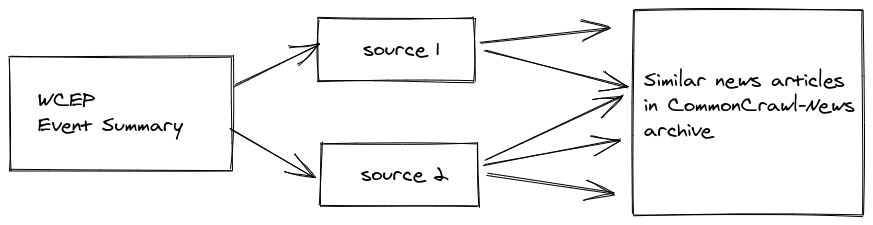 WCEP
Event Summary
source 1
source 2
Similar news articles
in CommonCrawl-News
archive